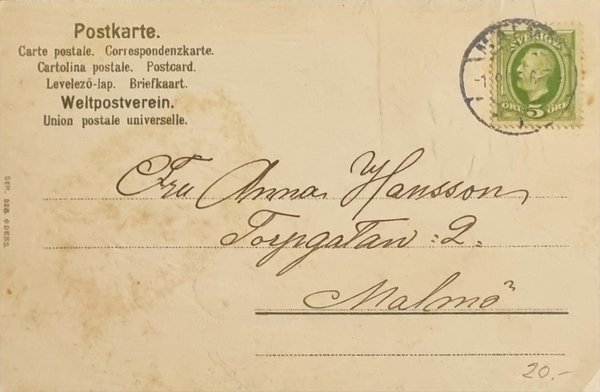 Postkarte.
Carte postale. Correspondenzkarte.
Cartolina postale. Postcard.
Levelező-lap. Briefkaart.
Weltpostverein.
Union postale universelle.
SVERIGE
ÖRE 5 ÖRE
Fru Anna Hansson
Torpgatan 2.
Malmö
20.-